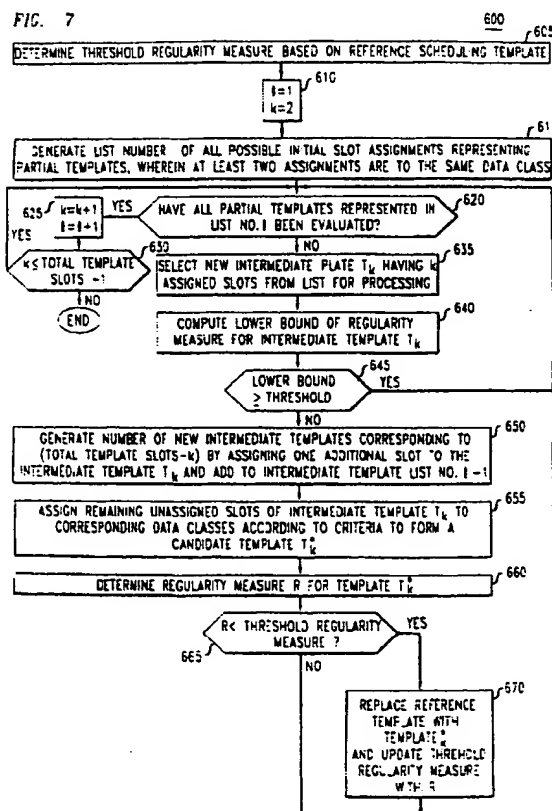 FIG. 7
600
605
DETERMINE THRESHOLD REGULARITY MEASURE BASED ON REFERENCE SCHEDULING TEMPLATE
610
ℓ=1
k=2
61
GENERATE LIST NUMBER OF ALL POSSIBLE INITIAL SLOT ASSIGNMENTS REPRESENTING
PARTIAL TEMPLATES, WHEREIN AT LEAST TWO ASSIGNMENTS ARE TO THE SAME DATA CLASS
620
HAVE ALL PARTIAL TEMPLATES REPRESENTED IN
LIST NO. ℓ BEEN EVALUATED?
YES
625
k=k+1
ℓ=ℓ+1
YES
630
k≤TOTAL TEMPLATE
SLOTS -1
NO
END
NO
635
SELECT NEW INTERMEDIATE PLATE Tk HAVING k
ASSIGNED SLOTS FROM LIST FOR PROCESSING
640
COMPUTE LOWER BOUND OF REGULARITY
MEASURE FOR INTERMEDIATE TEMPLATE Tk
645
LOWER BOUND
≥ THRESHOLD
YES
NO
650
GENERATE NUMBER OF NEW INTERMEDIATE TEMPLATES CORRESPONDING TO
(TOTAL TEMPLATE SLOTS-k) BY ASSIGNING ONE ADDITIONAL SLOT TO THE
INTERMEDIATE TEMPLATE Tk AND ADD TO INTERMEDIATE TEMPLATE LIST NO. ℓ-1
655
ASSIGN REMAINING UNASSIGNED SLOTS OF INTERMEDIATE TEMPLATE Tk TO
CORRESPONDING DATA CLASSES ACCORDING TO CRITERIA TO FORM A
CANDIDATE TEMPLATE T*k
660
DETERMINE REGULARITY MEASURE R FOR TEMPLATE T*k
R< THRESHOLD REGULARITY
MEASURE ?
YES
665
NO
670
REPLACE REFERENCE
TEMPLATE WITH
TEMPLATE*k
AND UPDATE THREHOLD
REGULARITY MEASURE
WITH R